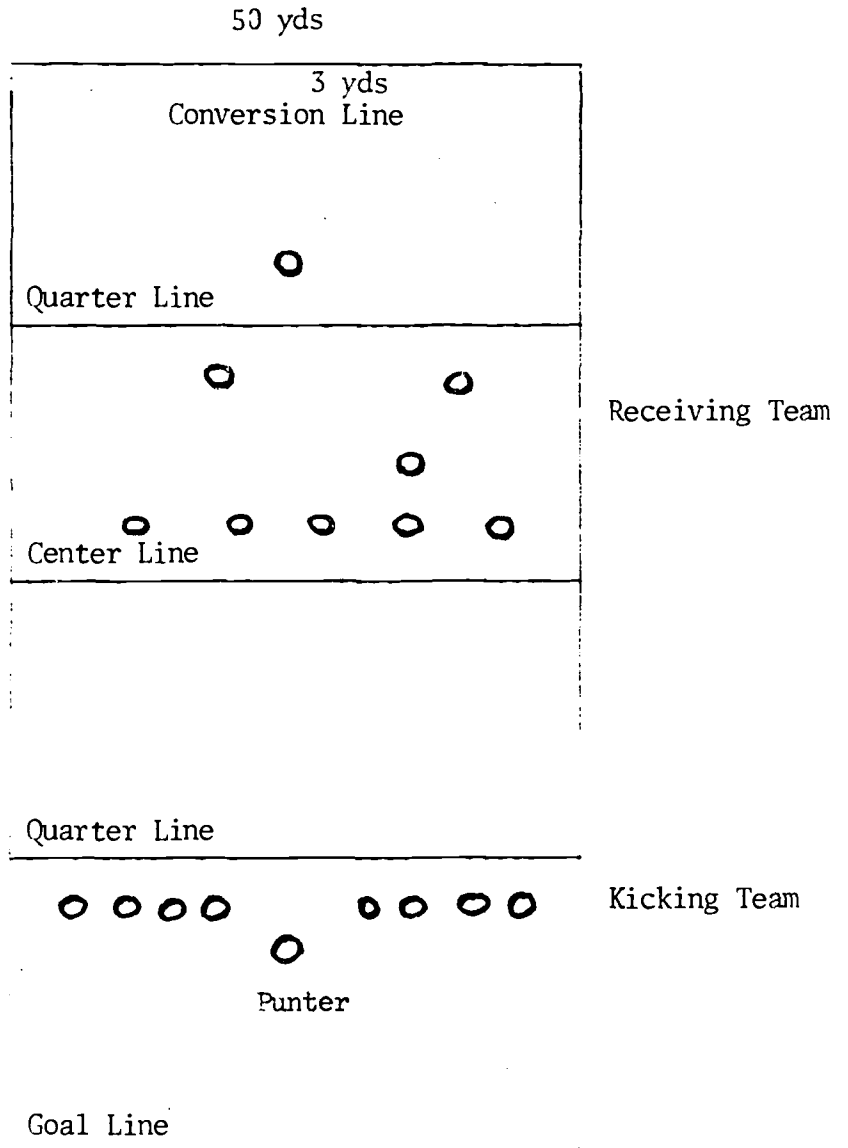 50 yds
3 yds
Conversion Line
Quarter Line
Receiving Team
Center Line
Quarter Line
Kicking Team
Punter
Goal Line